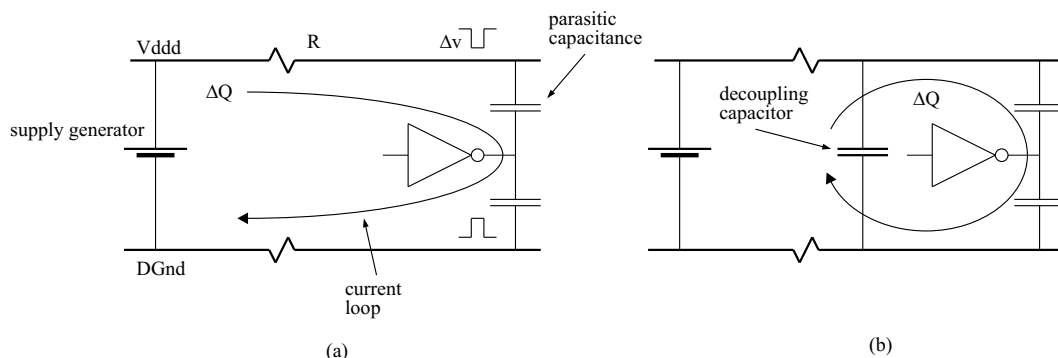 parasitic
capacitance
Vddd
R
Δv
ΔQ
supply generator
DGnd
current
loop
(a)
decoupling
capacitor
ΔQ
(b)